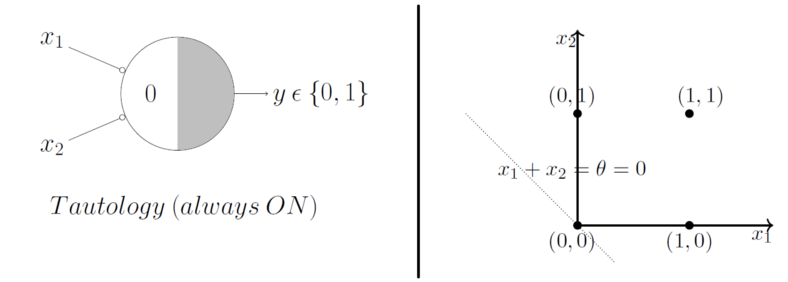 x₁
0
y ϵ {0, 1}
x₂
Tautology (always ON)
x₂
(0, 1)
(1, 1)
x₁ + x₂ = θ = 0
(0, 0)
(1, 0)
x₁